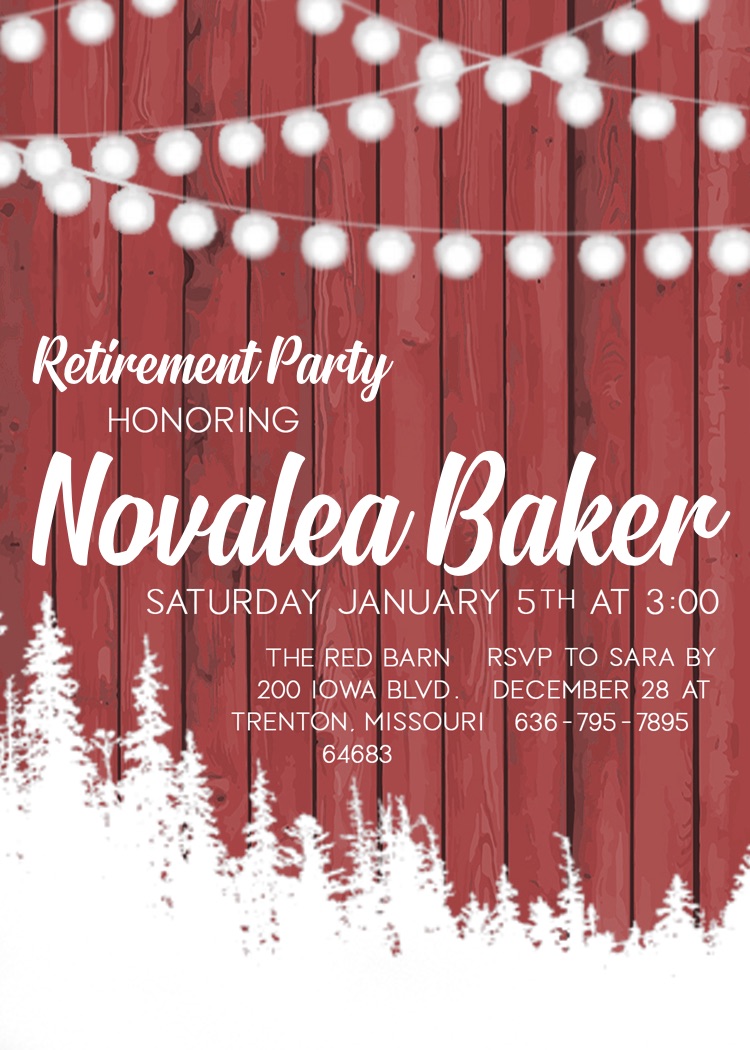 Retirement Party
HONORING
Novalea Baker
SATURDAY JANUARY 5TH AT 3:00
THE RED BARN
200 IOWA BLVD.
TRENTON, MISSOURI
64683
RSVP TO SARA BY
DECEMBER 28 AT
636-795-7895